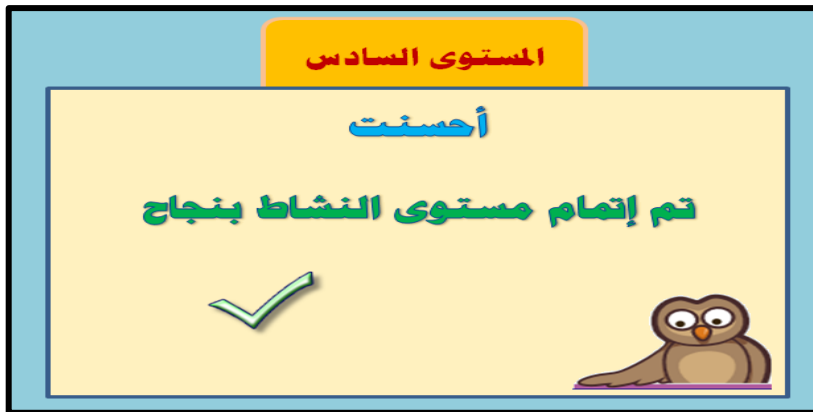 المستوى السادس
أحسنت
تم إتمام مستوى النشاط بنجاح